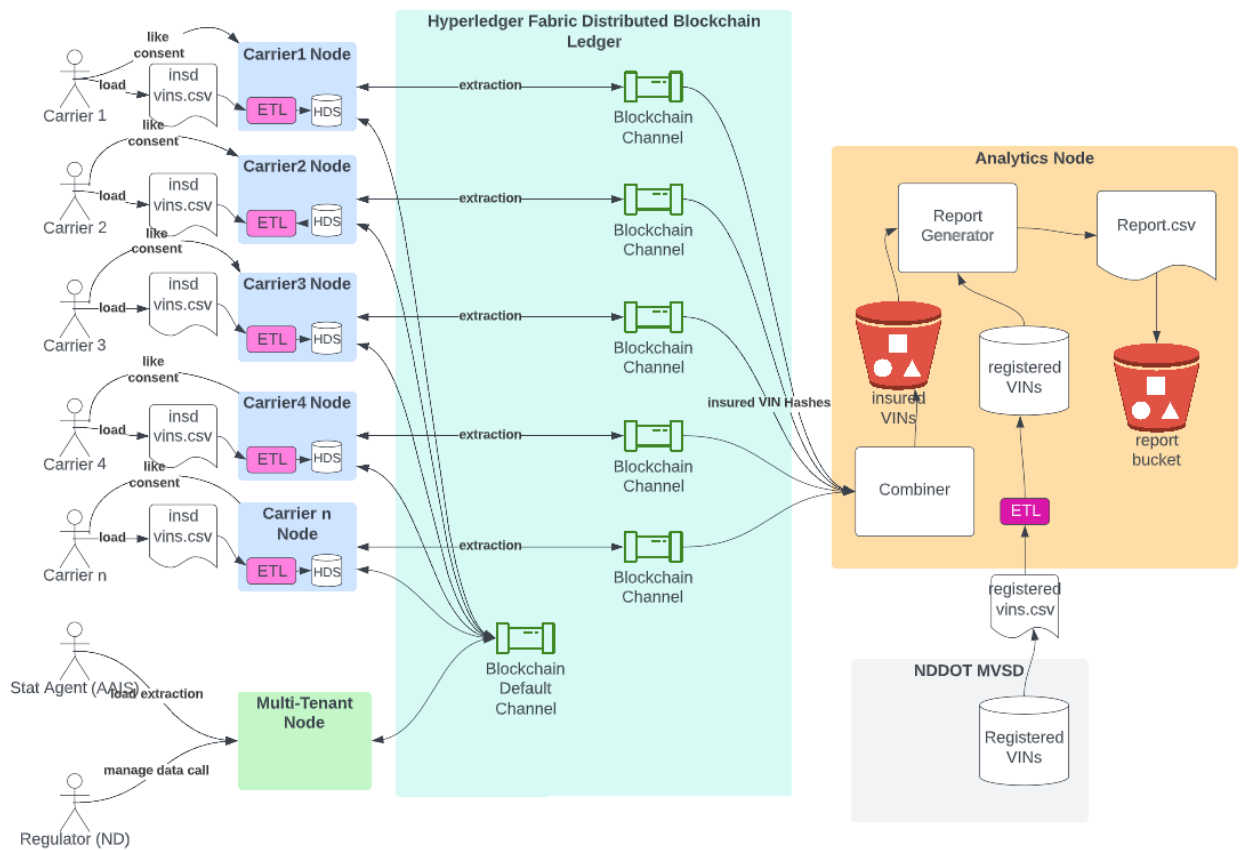 Hyperledger Fabric Distributed Blockchain
Ledger
like
consent
load
Carrier 1
insd
vins.csv
Carrier1 Node
ETL
HDS
extraction
Blockchain
Channel
like
consent
load
Carrier 2
insd
vins.csv
Carrier2 Node
ETL
HDS
extraction
Blockchain
Channel
like
consent
load
Carrier 3
insd
vins.csv
Carrier3 Node
ETL
HDS
extraction
Blockchain
Channel
like
consent
load
Carrier 4
insd
vins.csv
Carrier4 Node
ETL
HDS
extraction
Blockchain
Channel
like
consent
load
Carrier n
insd
vins.csv
Carrier n
Node
ETL
HDS
extraction
Blockchain
Channel
insured VIN Hashes
Stat Agent (AAIS)
load extraction
Multi-Tenant
Node
manage data call
Regulator (ND)
Blockchain
Default
Channel
Analytics Node
Report
Generator
Report.csv
insured
VINs
registered
VINs
report
bucket
Combiner
ETL
registered
vins.csv
NDDOT MVSD
Registered
VINs